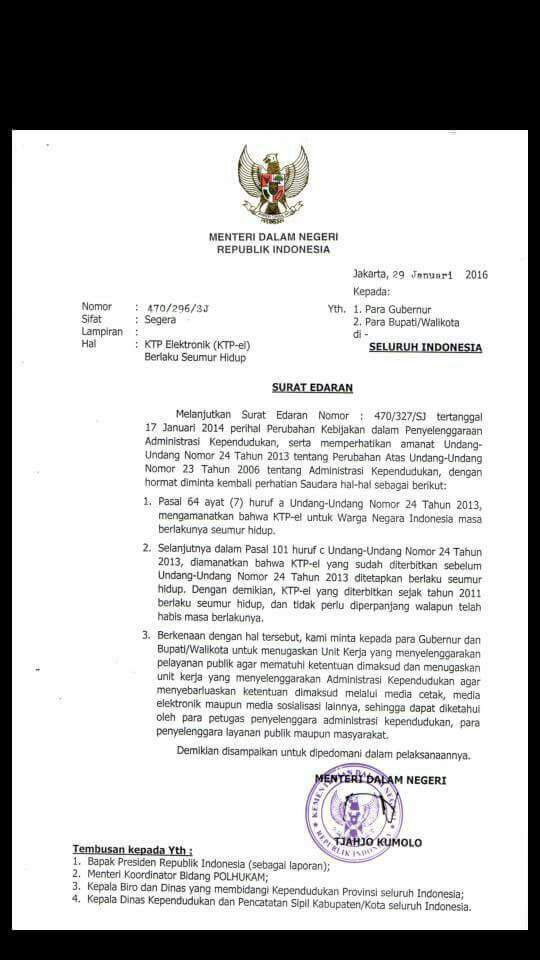 MENTERI DALAM NEGERI
REPUBLIK INDONESIA
Jakarta, 29 Januari 2016
Kepada:
Nomor : 470/296/SJ
Sifat : Segera
Lampiran :
Hal : KTP Elektronik (KTP-el)
Berlaku Seumur Hidup
Yth. 1. Para Gubernur
2. Para Bupati/Walikota
di -
SELURUH INDONESIA
SURAT EDARAN
Melanjutkan Surat Edaran Nomor : 470/327/SJ tertanggal
17 Januari 2014 perihal Perubahan Kebijakan dalam Penyelenggaraan
Administrasi Kependudukan, serta memperhatikan amanat Undang-
Undang Nomor 24 Tahun 2013 tentang Perubahan Atas Undang-Undang
Nomor 23 Tahun 2006 tentang Administrasi Kependudukan, dengan
hormat diminta kembali perhatian Saudara hal-hal sebagai berikut:
1. Pasal 64 ayat (7) huruf a Undang-Undang Nomor 24 Tahun 2013,
mengamanatkan bahwa KTP-el untuk Warga Negara Indonesia masa
berlakunya seumur hidup.
2. Selanjutnya dalam Pasal 101 huruf c Undang-Undang Nomor 24 Tahun
2013, diamanatkan bahwa KTP-el yang sudah diterbitkan sebelum
Undang-Undang Nomor 24 Tahun 2013 ditetapkan berlaku seumur
hidup. Dengan demikian, KTP-el yang diterbitkan sejak tahun 2011
berlaku seumur hidup, dan tidak perlu diperpanjang walapun telah
habis masa berlakunya.
3. Berkenaan dengan hal tersebut, kami minta kepada para Gubernur dan
Bupati/Walikota untuk menugaskan Unit Kerja yang menyelenggarakan
pelayanan publik agar mematuhi ketentuan dimaksud dan menugaskan
unit kerja yang menyelenggarakan Administrasi Kependudukan agar
menyebarluaskan ketentuan dimaksud melalui media cetak, media
elektronik maupun media sosialisasi lainnya, sehingga dapat diketahui
oleh para petugas penyelenggara administrasi kependudukan, para
penyelenggara layanan publik maupun masyarakat.
Demikian disampaikan untuk dipedomani dalam pelaksanaannya.
MENTERI DALAM NEGERI
KEMENTERIAN DALAM NEGERI
REPUBLIK INDONESIA
TJAHJO KUMOLO
Tembusan kepada Yth :
1. Bapak Presiden Republik Indonesia (sebagai laporan);
2. Menteri Koordinator Bidang POLHUKAM;
3. Kepala Biro dan Dinas yang membidangi Kependudukan Provinsi seluruh Indonesia;
4. Kepala Dinas Kependudukan dan Pencatatan Sipil Kabupaten/Kota seluruh Indonesia.